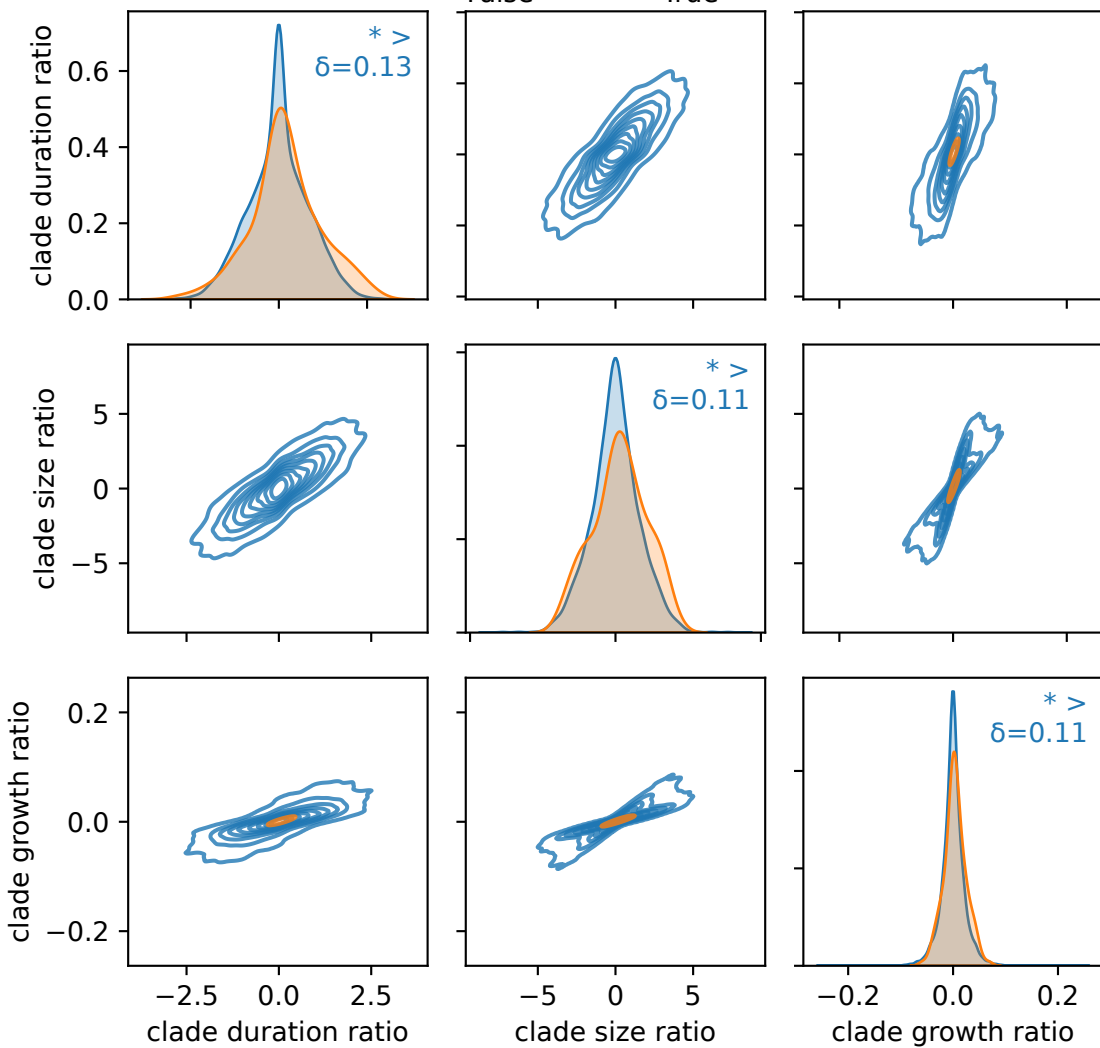 False True
clade duration ratio
0.6
0.4
0.2
0.0
* >
δ=0.13
clade size ratio
5
0
−5
* >
δ=0.11
clade growth ratio
0.2
0.0
−0.2
* >
δ=0.11
−2.5 0.0 2.5
−5 0 5
−0.2 0.0 0.2
clade duration ratio
clade size ratio
clade growth ratio